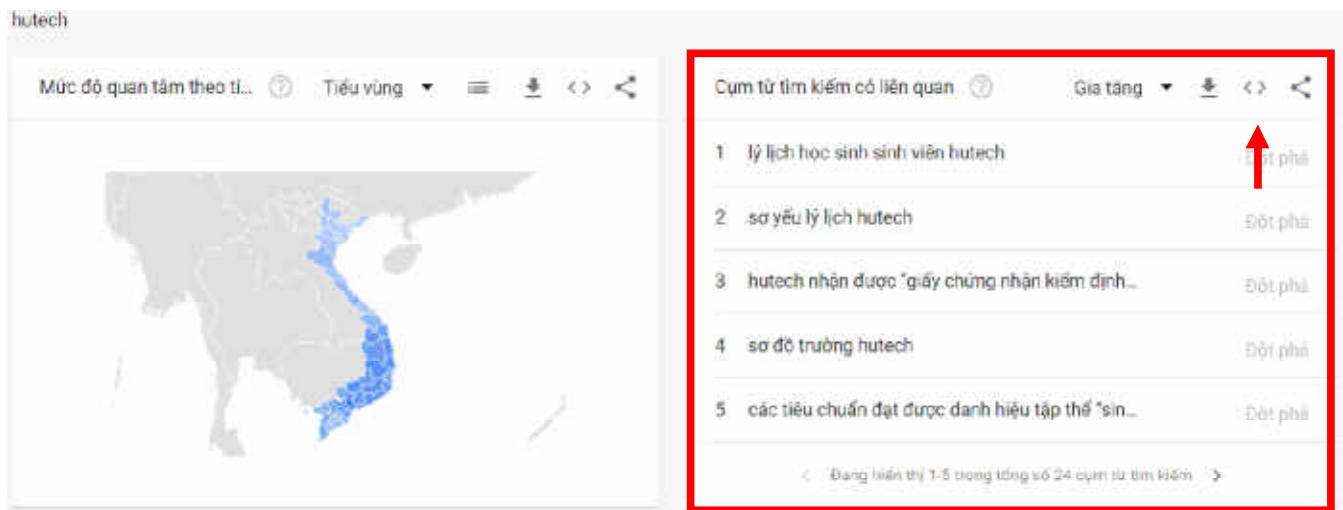 hutech
Mức độ quan tâm theo ti... ? Tiểu vùng
Cụm từ tìm kiếm có liên quan ? Gia tăng
1 lý lịch học sinh sinh viên hutech Đột phá
2 sơ yếu lý lịch hutech Đột phá
3 hutech nhận được "giấy chứng nhận kiểm định... Đột phá
4 sơ đồ trường hutech Đột phá
5 các tiêu chuẩn đạt được danh hiệu tập thể "sin... Đột phá
Đang hiển thị 1-5 trong tổng số 24 cụm từ tìm kiếm